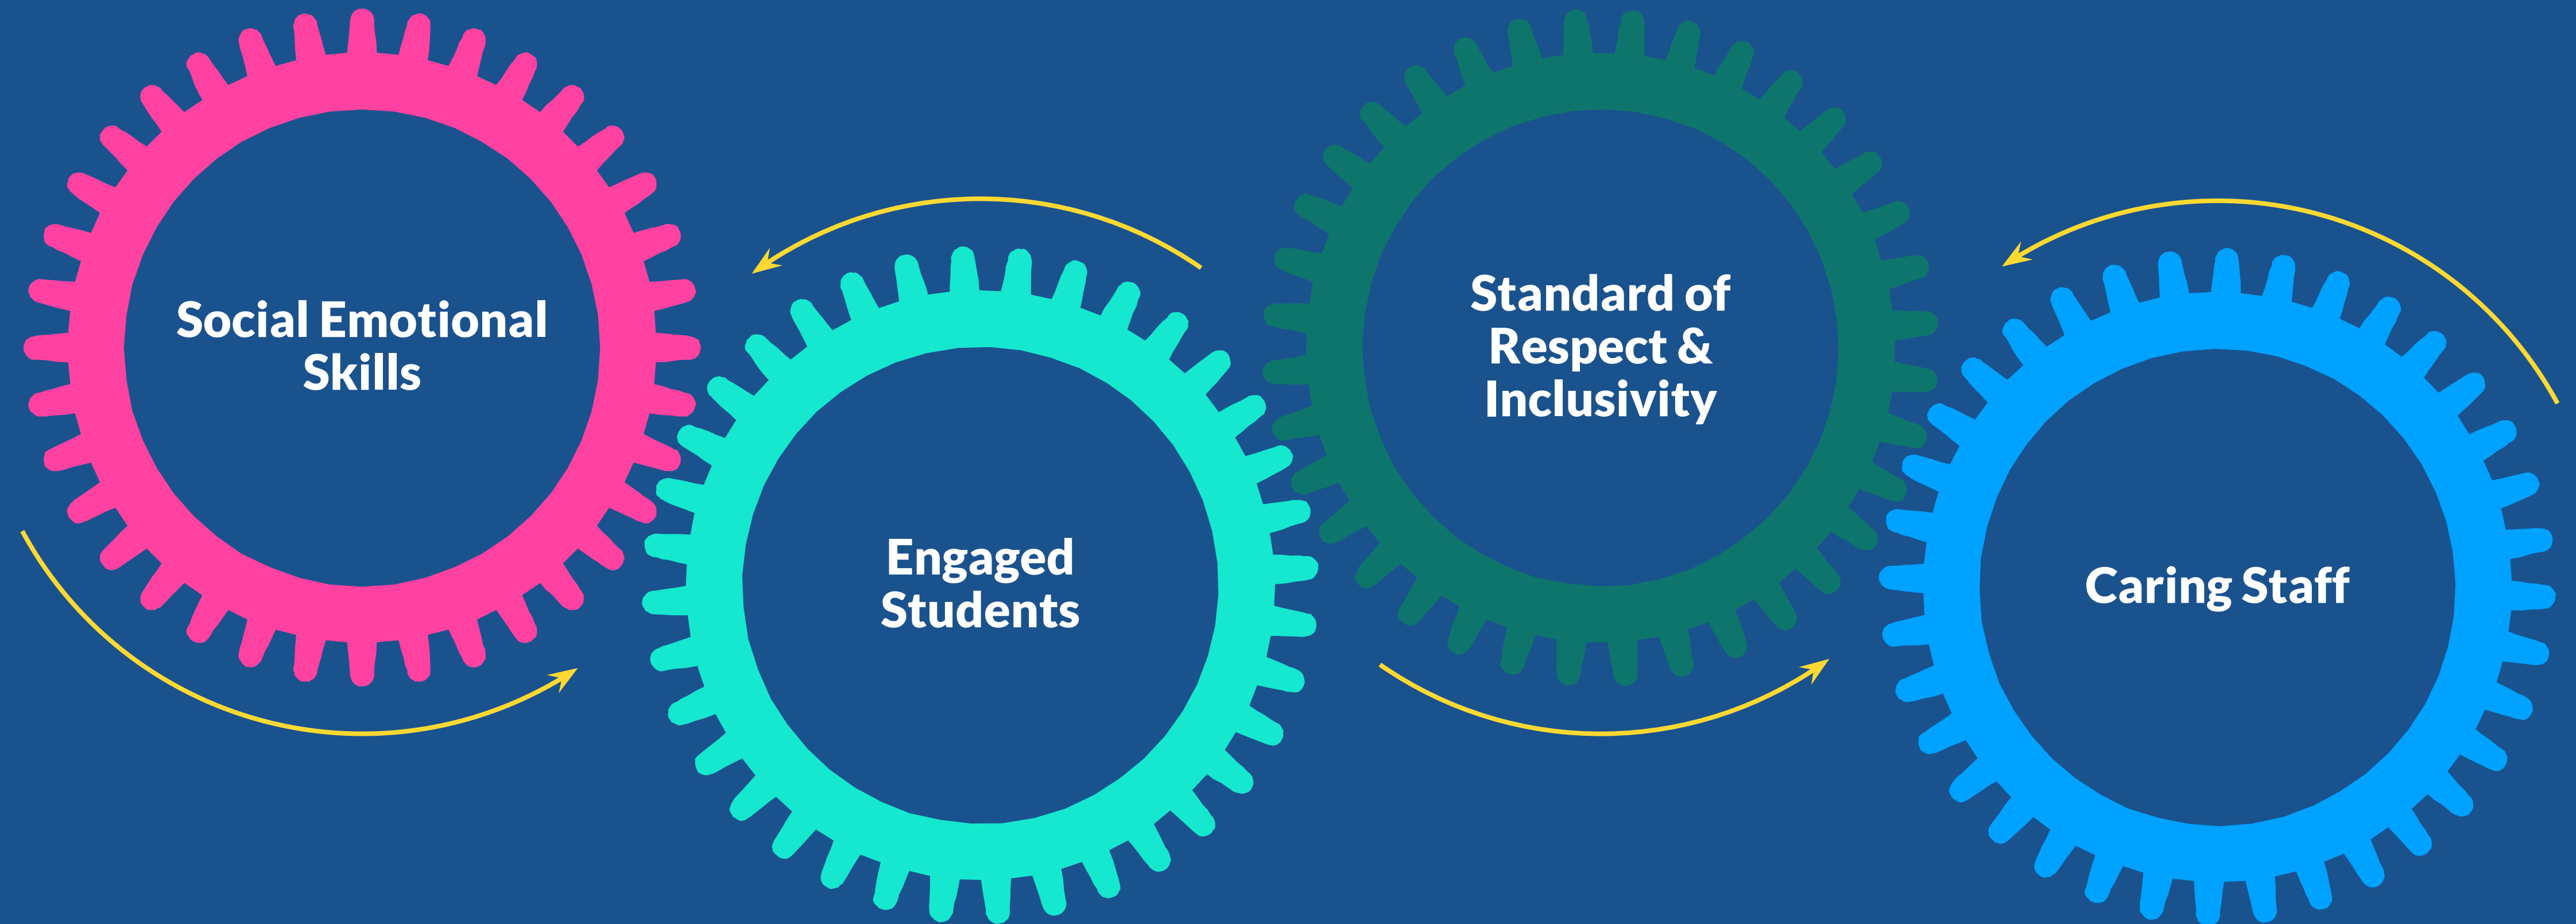 Social Emotional
Skills
Engaged
Students
Standard of
Respect &
Inclusivity
Caring Staff